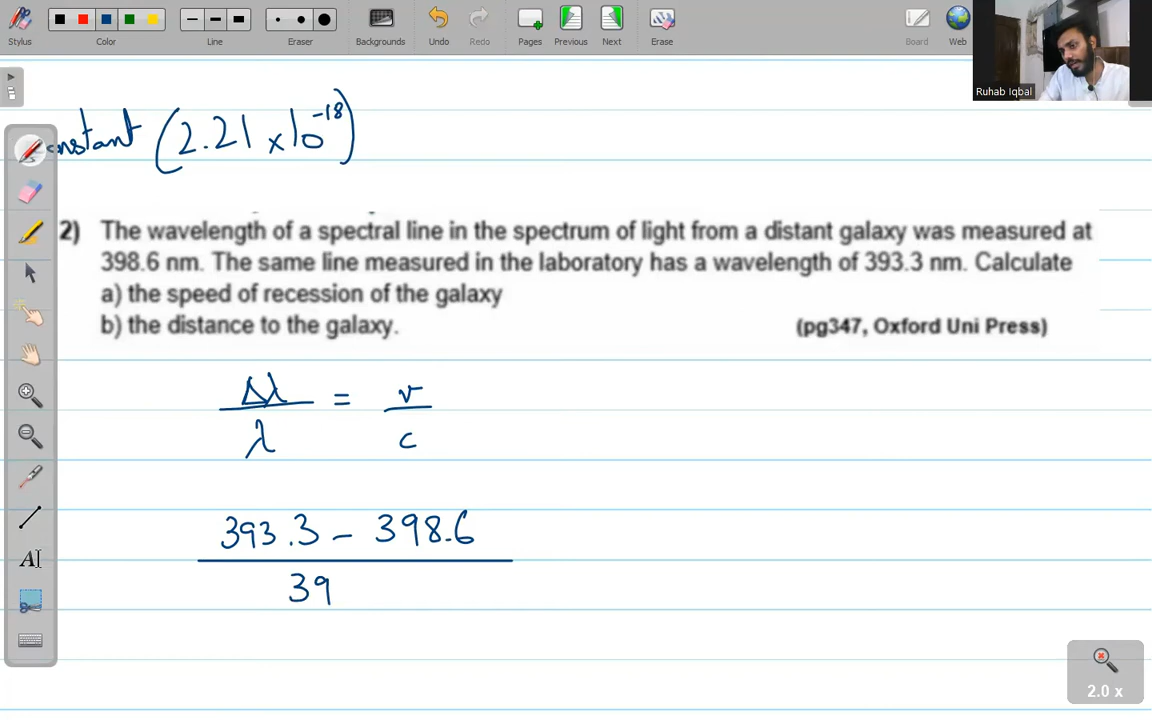 Stylus Color Line Eraser Backgrounds Undo Redo Pages Previous Next Erase Board Web
Ruhab Iqbal
onstant (2.21 x 10^-18)
2) The wavelength of a spectral line in the spectrum of light from a distant galaxy was measured at
398.6 nm. The same line measured in the laboratory has a wavelength of 393.3 nm. Calculate
a) the speed of recession of the galaxy
b) the distance to the galaxy. (pg347, Oxford Uni Press)
Δλ/λ = v/c
393.3 - 398.6
39
AI
2.0 x